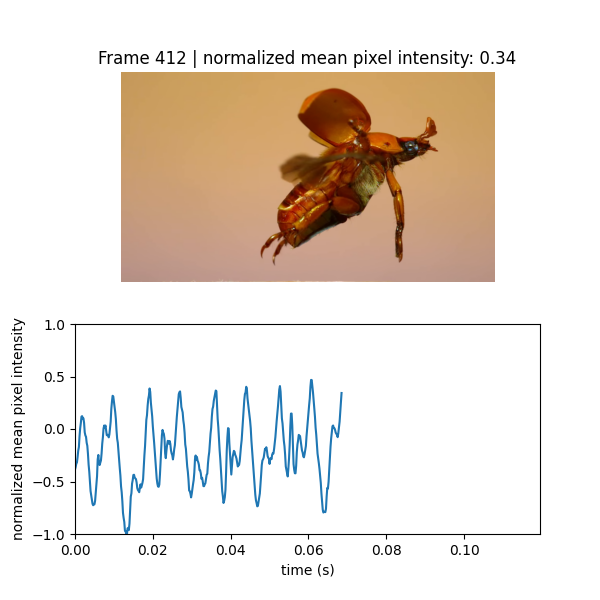 Frame 412 | normalized mean pixel intensity: 0.34
normalized mean pixel intensity
1.0
0.5
0.0
−0.5
−1.0
0.00 0.02 0.04 0.06 0.08 0.10
time (s)